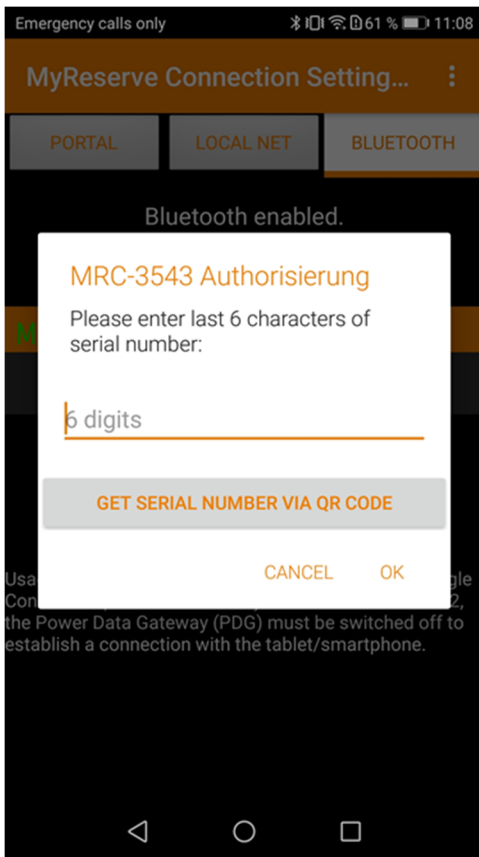 Emergency calls only 61 % 11:08
MyReserve Connection Setting...
PORTAL LOCAL NET BLUETOOTH
Bluetooth enabled.
MRC-3543 Authorisierung
Please enter last 6 characters of
serial number:
6 digits
GET SERIAL NUMBER VIA QR CODE
CANCEL OK
the Power Data Gateway (PDG) must be switched off to
establish a connection with the tablet/smartphone.